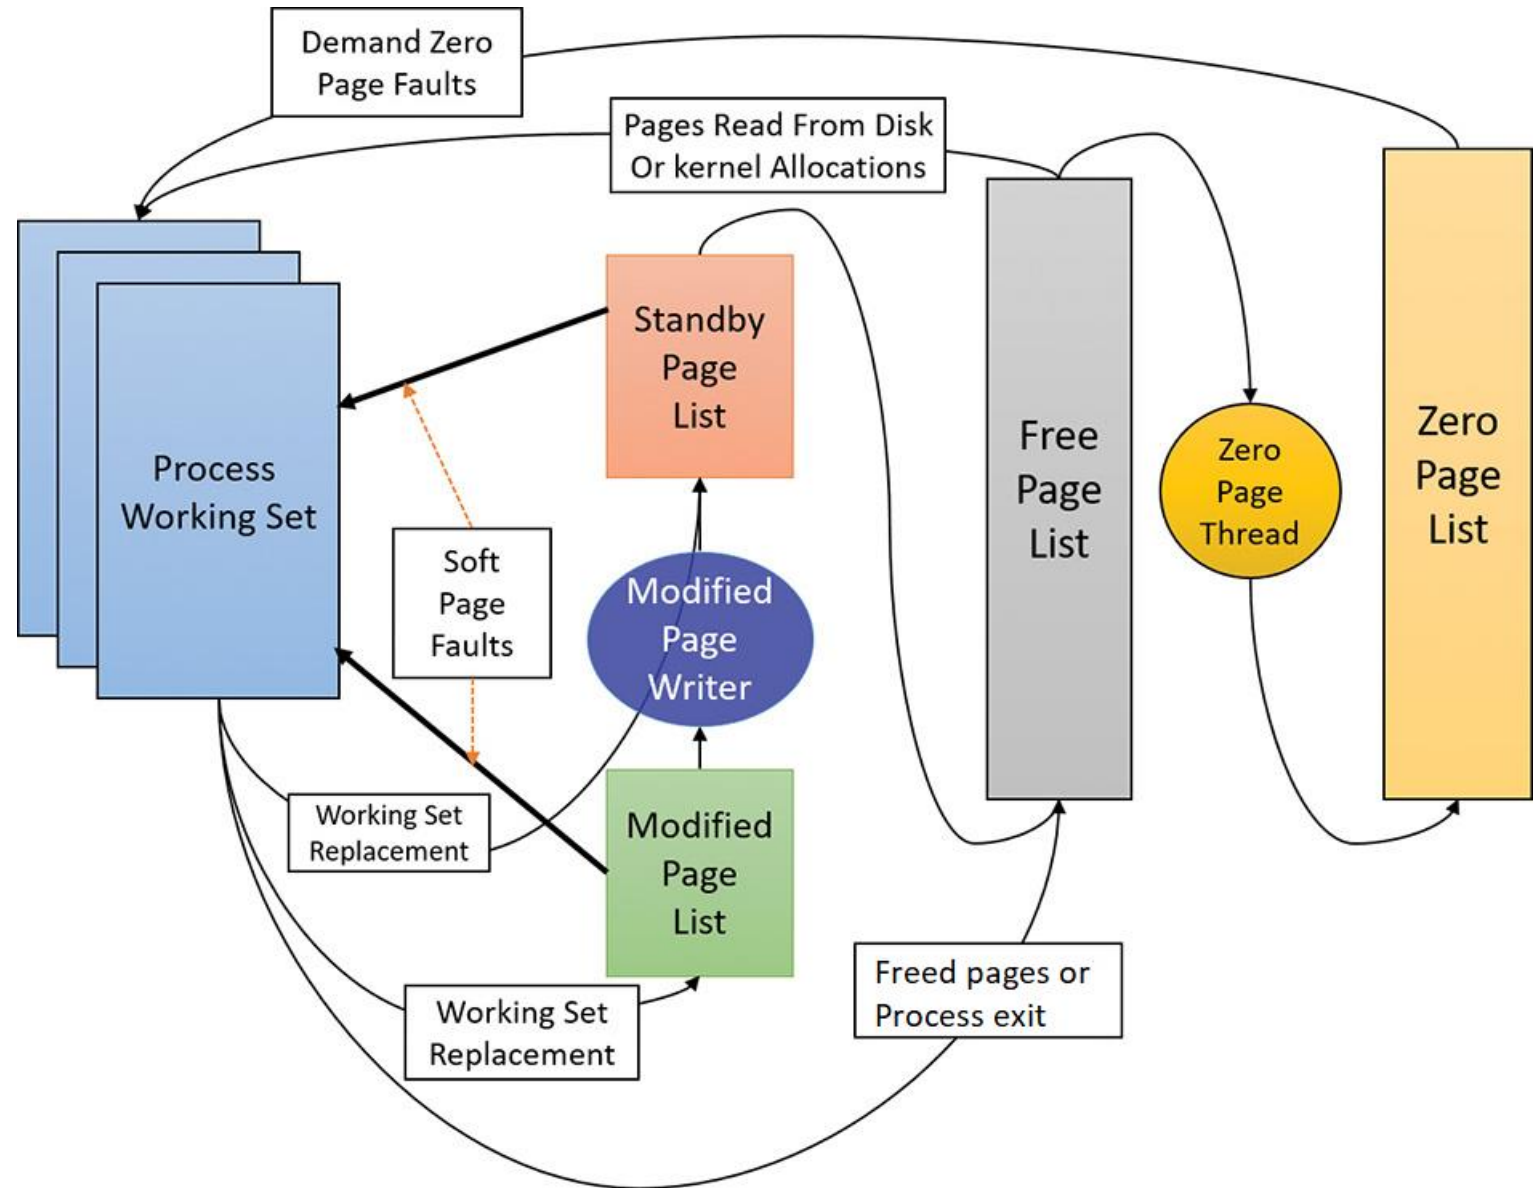 Demand Zero
Page Faults
Pages Read From Disk
Or kernel Allocations
Standby
Page
List
Process
Working Set
Free
Page
List
Zero
Page
Thread
Zero
Page
List
Soft
Page
Faults
Modified
Page
Writer
Working Set
Replacement
Modified
Page
List
Working Set
Replacement
Freed pages or
Process exit